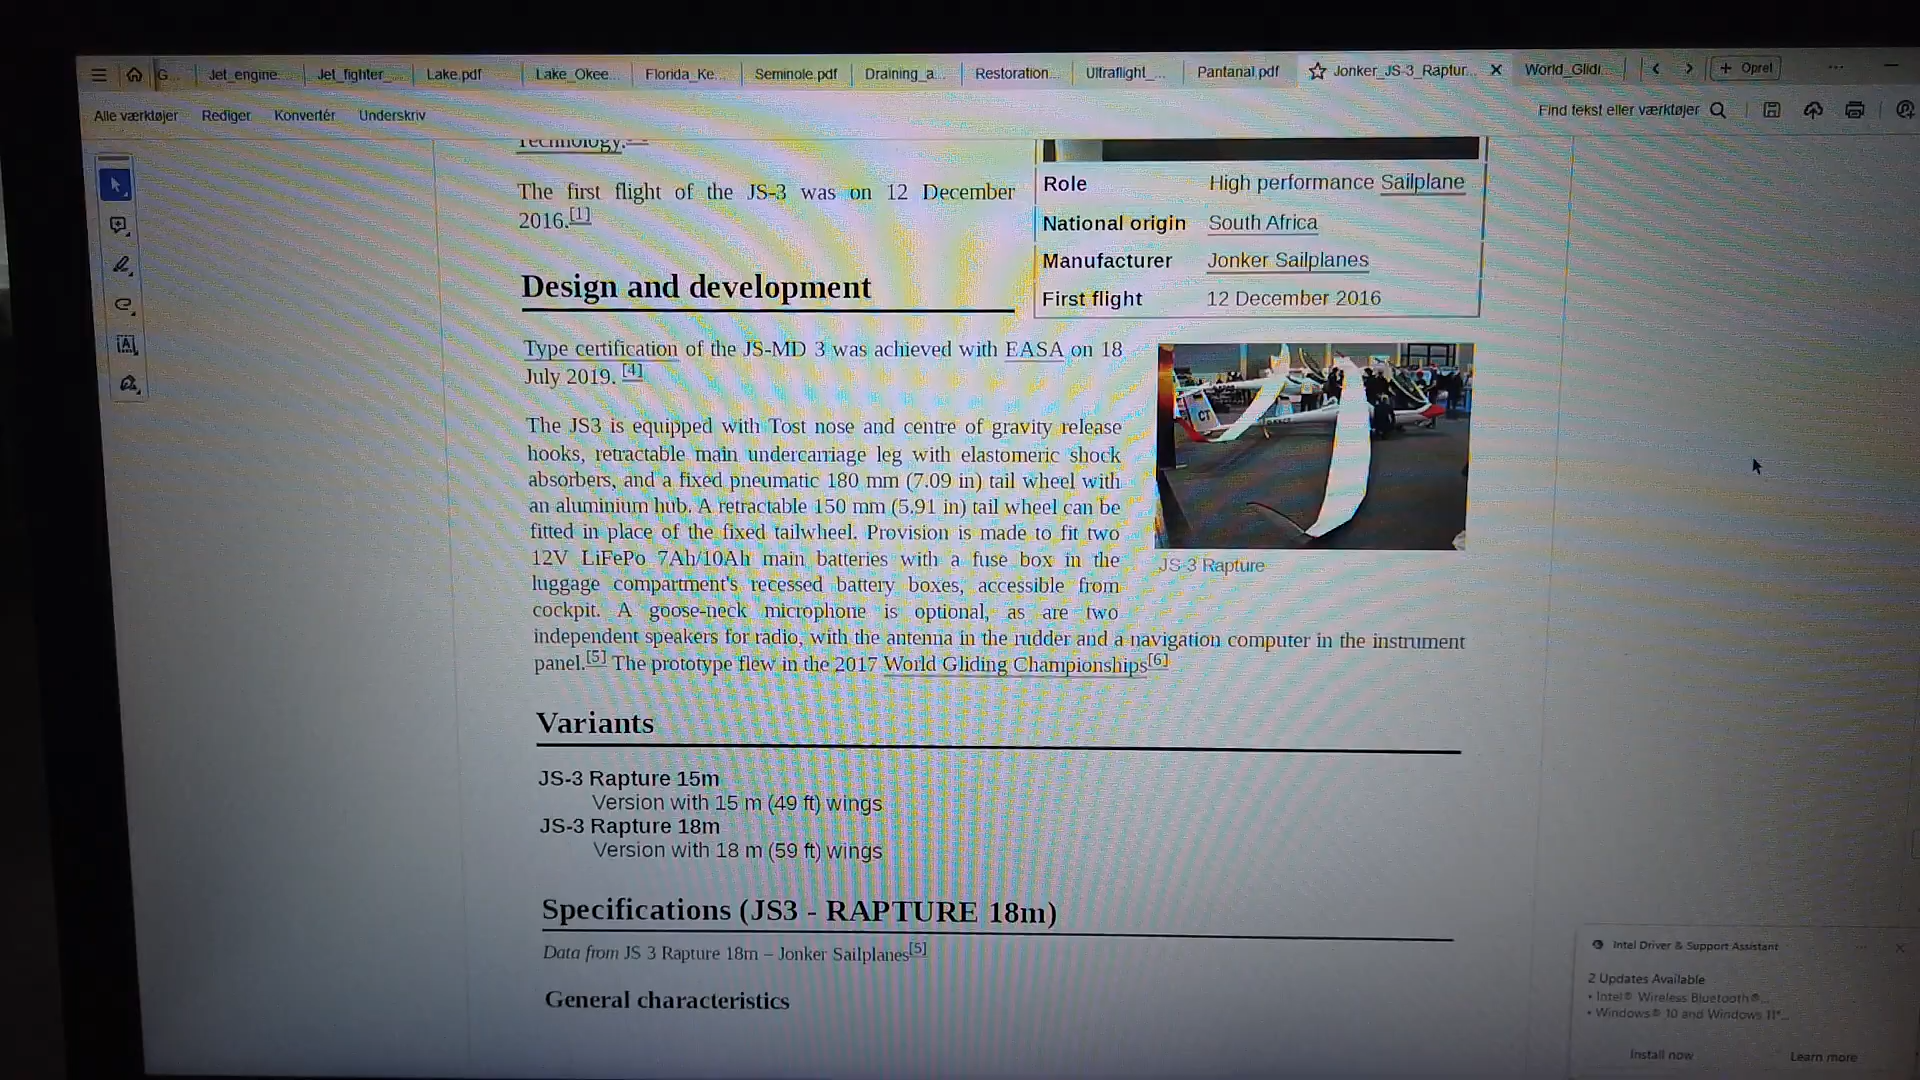 G...
Jet_engine...
Jet_fighter_...
Lake.pdf
Lake_Okee...
Florida_Ke...
Seminole.pdf
Draining_a...
Restoration...
Ultraflight_...
Pantanal.pdf
Jonker_JS-3_Raptur...
World_Glidi...
+ Opret
Alle værktøjer Rediger Konvertér Underskriv
Find tekst eller værktøjer
Technology.
The first flight of the JS-3 was on 12 December
2016.[1]
Role High performance Sailplane
National origin South Africa
Manufacturer Jonker Sailplanes
First flight 12 December 2016
Design and development
Type certification of the JS-MD 3 was achieved with EASA on 18
July 2019. [4]
The JS3 is equipped with Tost nose and centre of gravity release
hooks, retractable main undercarriage leg with elastomeric shock
absorbers, and a fixed pneumatic 180 mm (7.09 in) tail wheel with
an aluminium hub. A retractable 150 mm (5.91 in) tail wheel can be
fitted in place of the fixed tailwheel. Provision is made to fit two
12V LiFePo 7Ah/10Ah main batteries with a fuse box in the
luggage compartment's recessed battery boxes, accessible from
cockpit. A goose-neck microphone is optional, as are two
independent speakers for radio, with the antenna in the rudder and a navigation computer in the instrument
panel.[5] The prototype flew in the 2017 World Gliding Championships[6]
CT
JS-3 Rapture
Variants
JS-3 Rapture 15m
Version with 15 m (49 ft) wings
JS-3 Rapture 18m
Version with 18 m (59 ft) wings
Specifications (JS3 - RAPTURE 18m)
Data from JS 3 Rapture 18m – Jonker Sailplanes[5]
General characteristics
Intel Driver & Support Assistant
2 Updates Available
• Intel® Wireless Bluetooth®...
• Windows® 10 and Windows 11*...
Install now Learn more